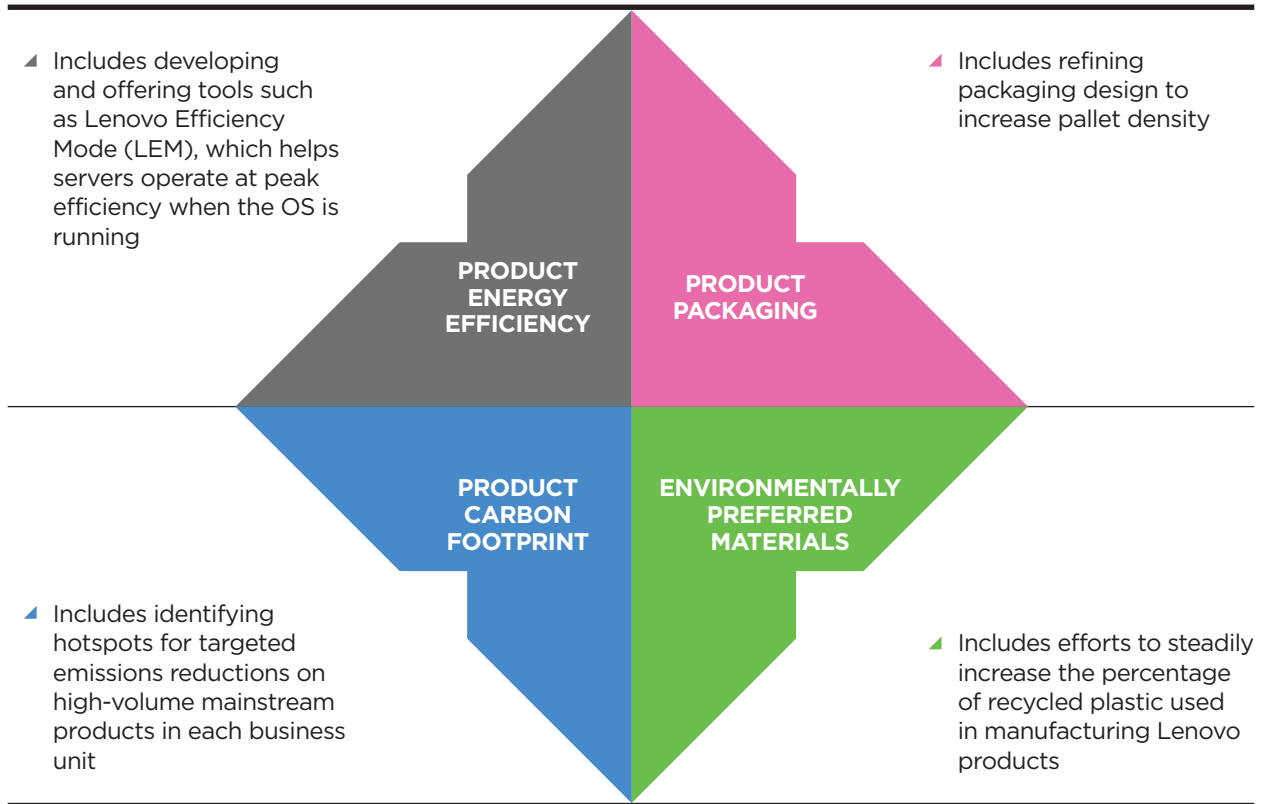 Includes developing
and offering tools such
as Lenovo Efficiency
Mode (LEM), which helps
servers operate at peak
efficiency when the OS is
running
PRODUCT
ENERGY
EFFICIENCY
Includes refining
packaging design to
increase pallet density
PRODUCT
PACKAGING
Includes identifying
hotspots for targeted
emissions reductions on
high-volume mainstream
products in each business
unit
PRODUCT
CARBON
FOOTPRINT
ENVIRONMENTALLY
PREFERRED
MATERIALS
Includes efforts to steadily
increase the percentage
of recycled plastic used
in manufacturing Lenovo
products